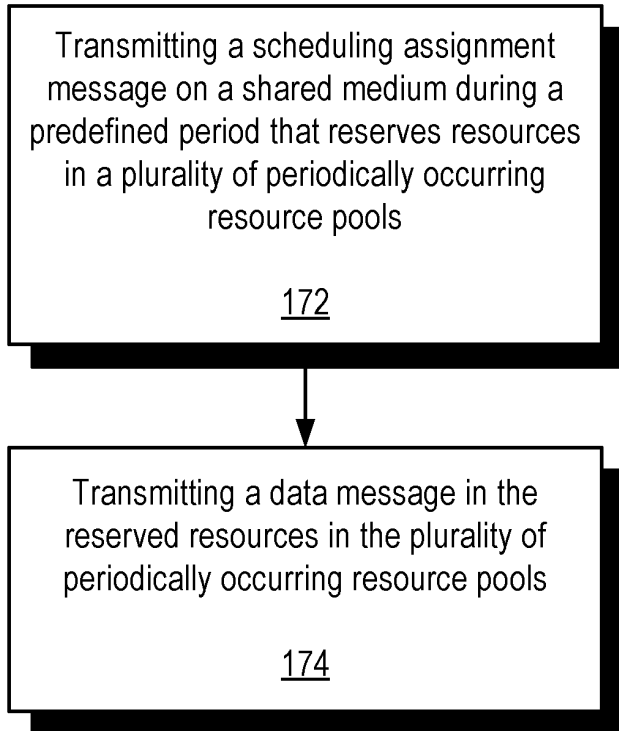 Transmitting a scheduling assignment
message on a shared medium during a
predefined period that reserves resources
in a plurality of periodically occurring
resource pools
172
Transmitting a data message in the
reserved resources in the plurality of
periodically occurring resource pools
174